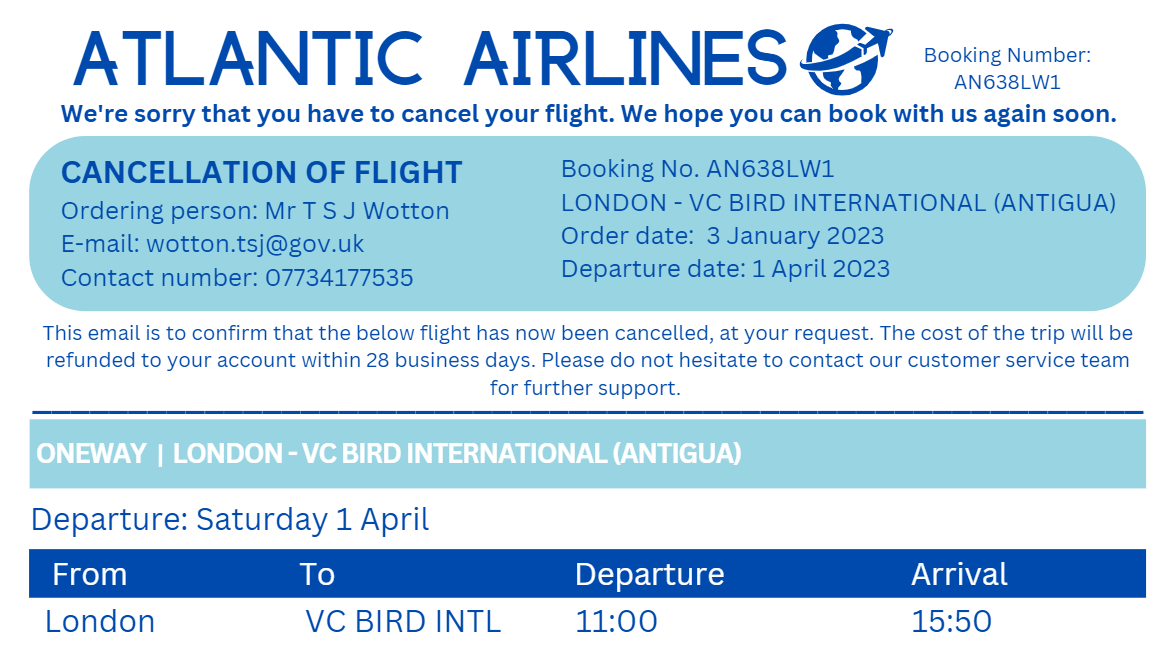 ATLANTIC AIRLINES
Booking Number:
AN638LW1
We're sorry that you have to cancel your flight. We hope you can book with us again soon.
CANCELLATION OF FLIGHT
Ordering person: Mr T S J Wotton
E-mail: wotton.tsj@gov.uk
Contact number: 07734177535
Booking No. AN638LW1
LONDON - VC BIRD INTERNATIONAL (ANTIGUA)
Order date: 3 January 2023
Departure date: 1 April 2023
This email is to confirm that the below flight has now been cancelled, at your request. The cost of the trip will be
refunded to your account within 28 business days. Please do not hesitate to contact our customer service team
for further support.
ONEWAY | LONDON - VC BIRD INTERNATIONAL (ANTIGUA)
Departure: Saturday 1 April
From To Departure Arrival
London VC BIRD INTL 11:00 15:50